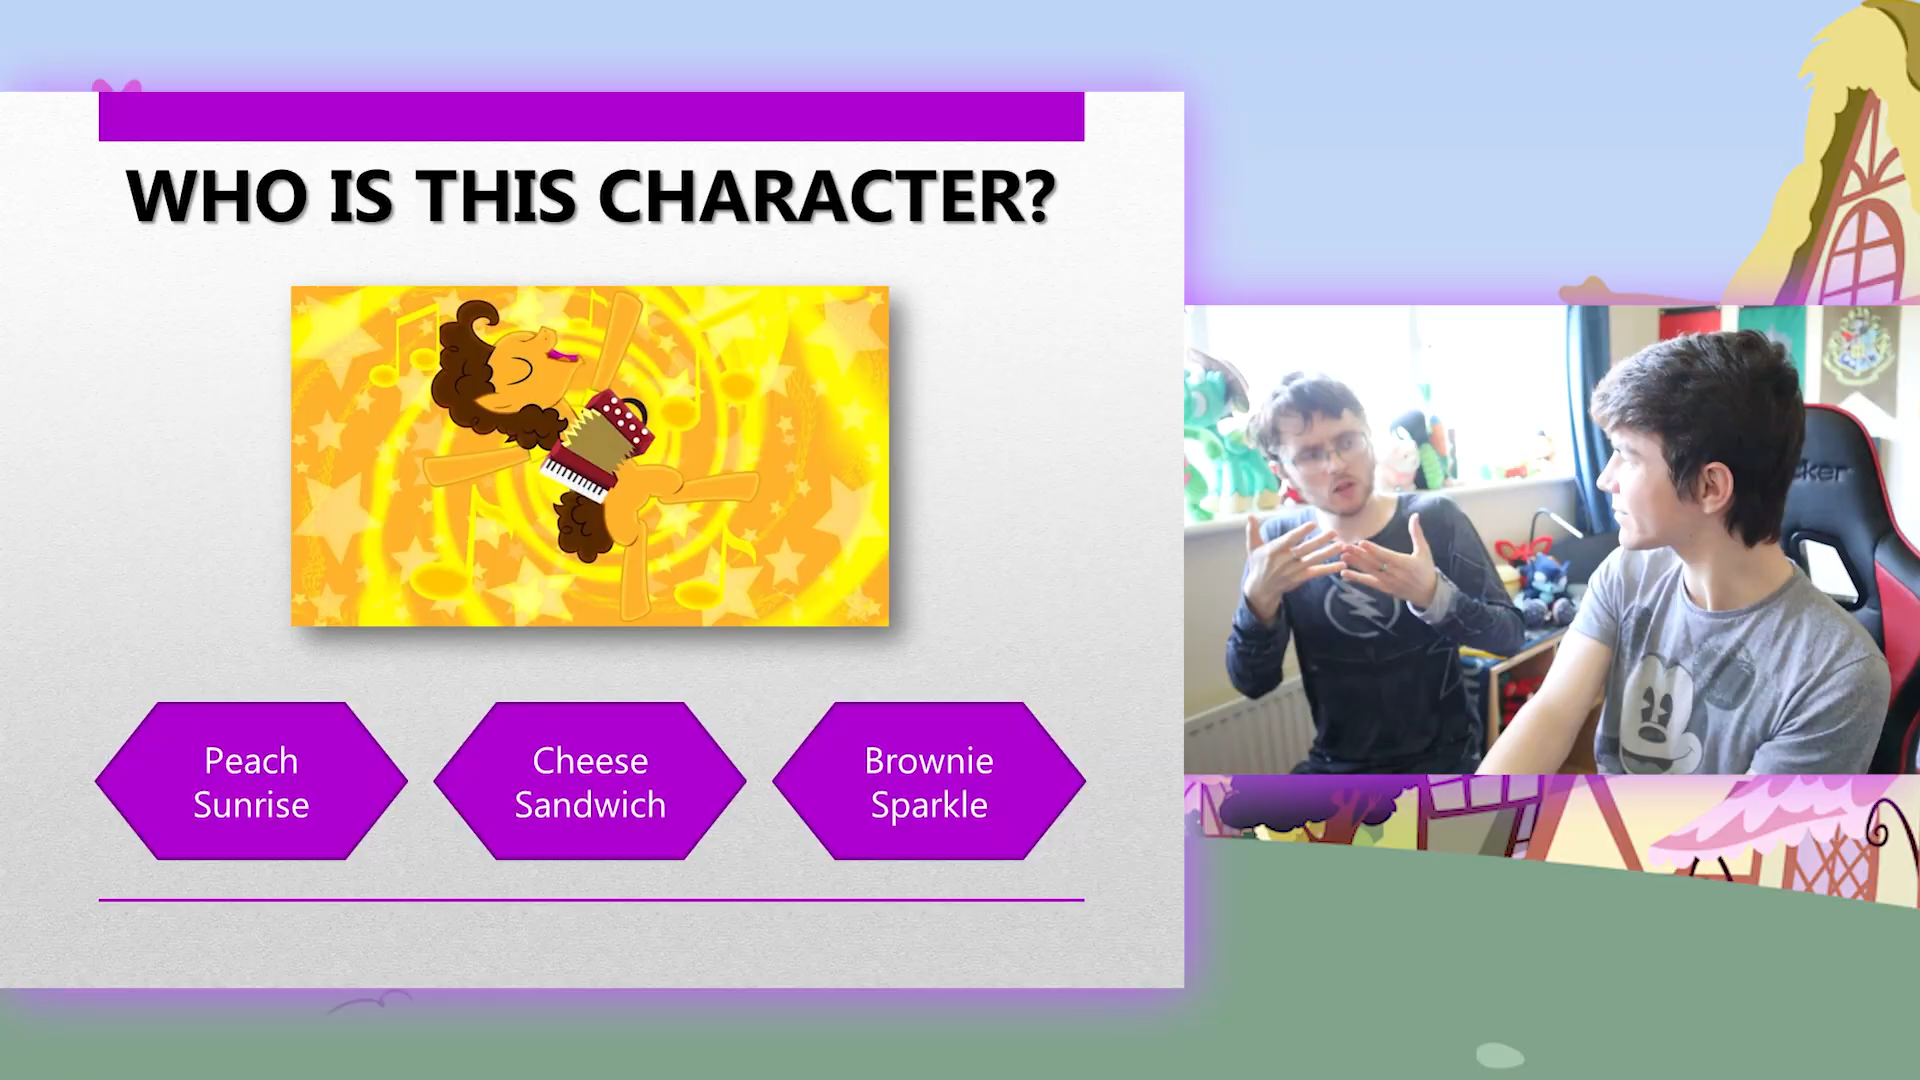 WHO IS THIS CHARACTER?
Peach
Sunrise
Cheese
Sandwich
Brownie
Sparkle